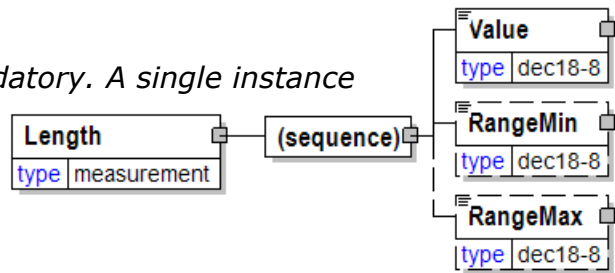 Value
type dec18-8
datory. A single instance
Length
type measurement
(sequence)
RangeMin
type dec18-8
RangeMax
type dec18-8